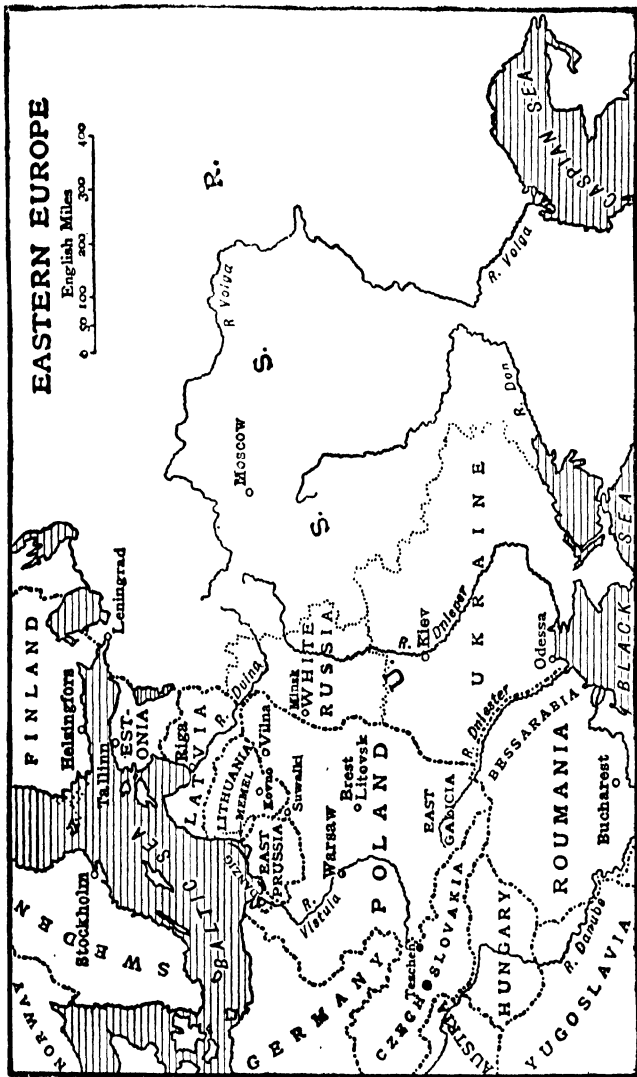 EASTERN EUROPE
English Miles
0 50 100 200 300 400
NORWAY
SWEDEN
FINLAND
Stockholm
Helsingfors
Leningrad
Tallinn
EST-
ONIA
BALTIC SEA
Riga
LATVIA
R. Duina
R Volga
Moscow
U. S. S. R.
LITHUANIA
MEMEL
Kovno
Vilna
DANZIG
EAST
PRUSSIA
Suwalki
Minsk
WHITE
RUSSIA
GERMANY
R.
Vistula
Warsaw
Brest
Litovsk
POLAND
R. Dnieper
Kiev
UKRAINE
R. Don
R. Volga
CASPIAN SEA
Teschen
CZECHOSLOVAKIA
EAST
GALICIA
R. Dniester
AUSTRIA
HUNGARY
BESSARABIA
Odessa
ROUMANIA
Bucharest
R. Danube
YUGOSLAVIA
BLACK SEA